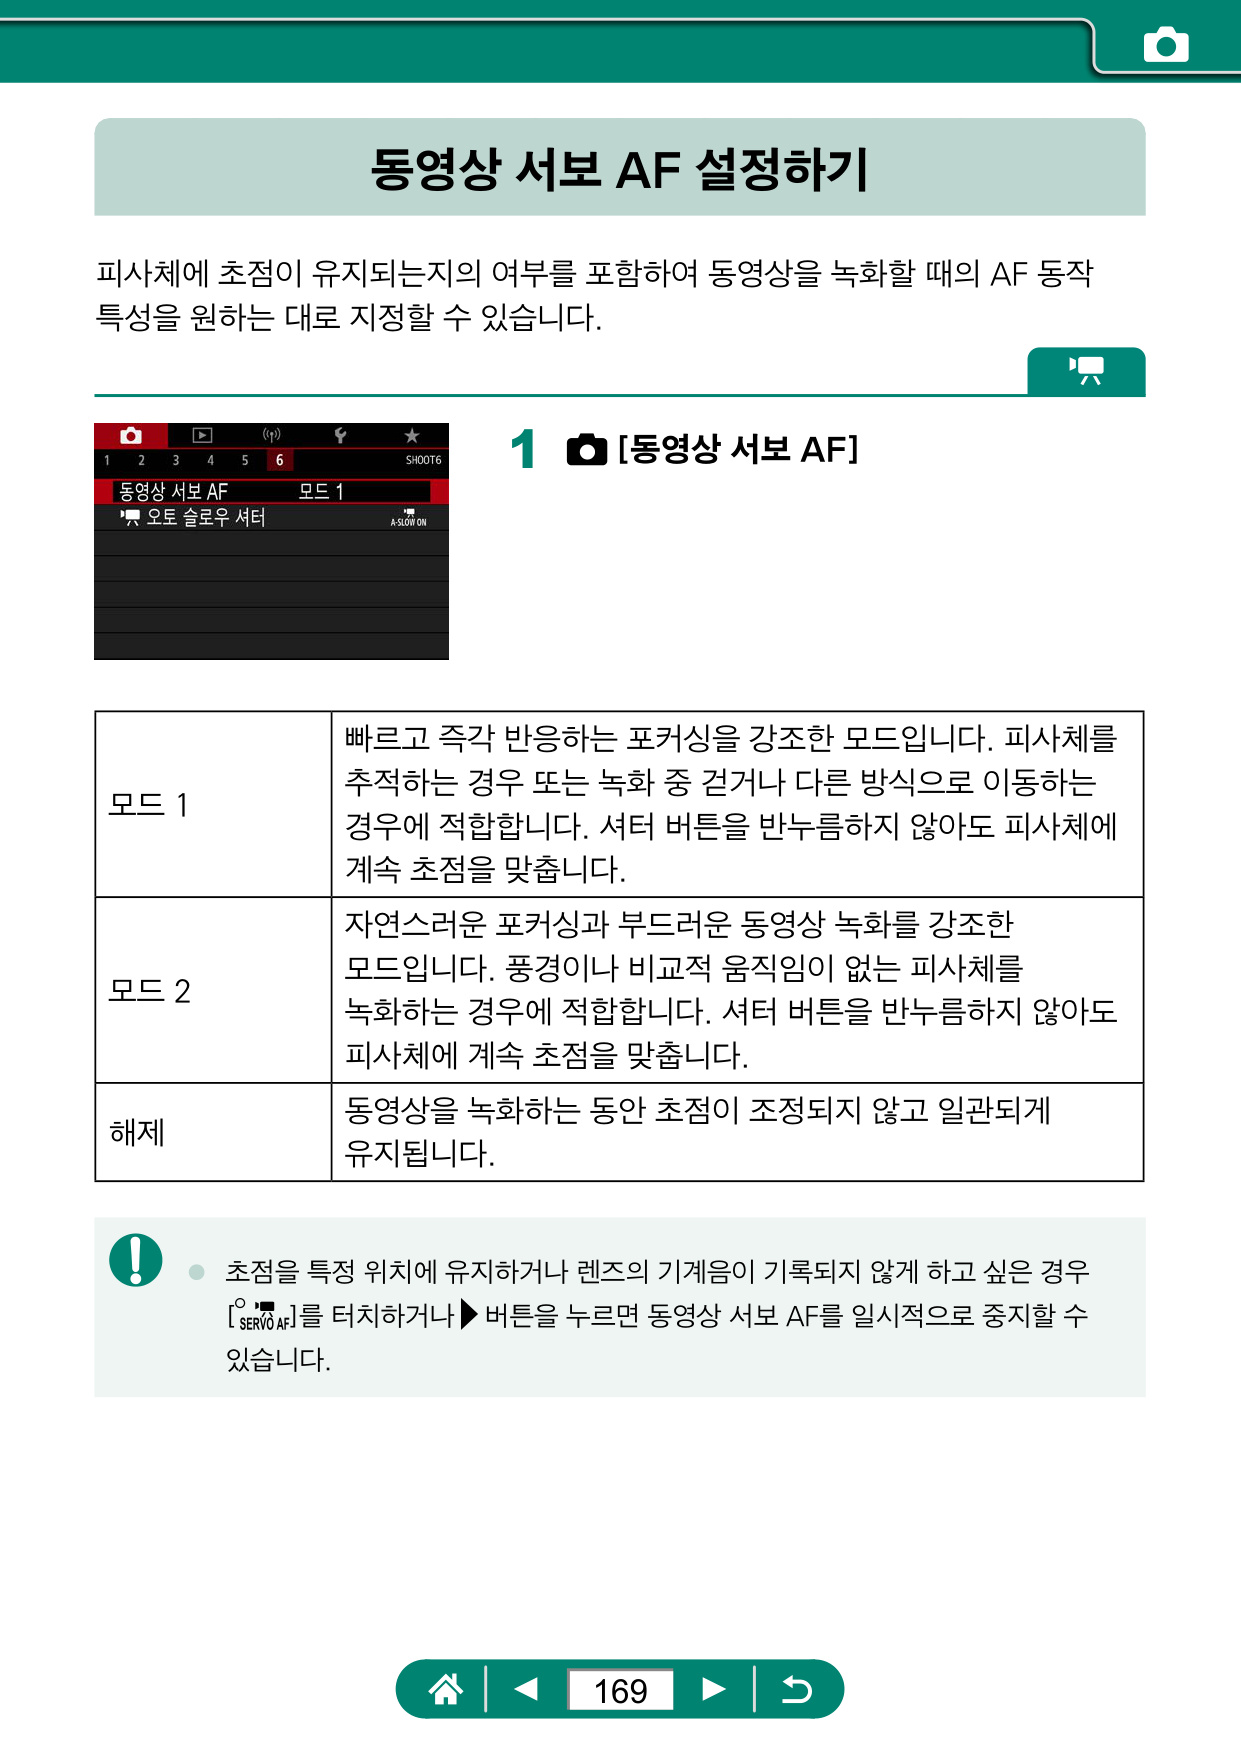 동영상 서보 AF 설정하기
피사체에 초점이 유지되는지의 여부를 포함하여 동영상을 녹화할 때의 AF 동작
특성을 원하는 대로 지정할 수 있습니다.
1 2 3 4 5 6 SHOOT6
동영상 서보 AF 모드 1
오토 슬로우 셔터 A-SLOW ON
1 [동영상 서보 AF]
모드 1
빠르고 즉각 반응하는 포커싱을 강조한 모드입니다. 피사체를
추적하는 경우 또는 녹화 중 걷거나 다른 방식으로 이동하는
경우에 적합합니다. 셔터 버튼을 반누름하지 않아도 피사체에
계속 초점을 맞춥니다.
모드 2
자연스러운 포커싱과 부드러운 동영상 녹화를 강조한
모드입니다. 풍경이나 비교적 움직임이 없는 피사체를
녹화하는 경우에 적합합니다. 셔터 버튼을 반누름하지 않아도
피사체에 계속 초점을 맞춥니다.
해제
동영상을 녹화하는 동안 초점이 조정되지 않고 일관되게
유지됩니다.
초점을 특정 위치에 유지하거나 렌즈의 기계음이 기록되지 않게 하고 싶은 경우
[SERVO AF]를 터치하거나 버튼을 누르면 동영상 서보 AF를 일시적으로 중지할 수
있습니다.
169